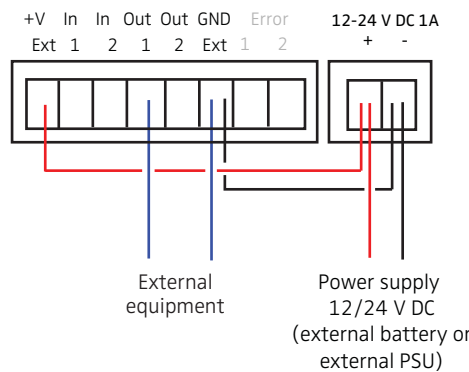 +V In In Out Out GND Error
Ext 1 2 1 2 Ext 1 2
12-24 V DC 1A
+ -
External
equipment
Power supply
12/24 V DC
(external battery or
external PSU)